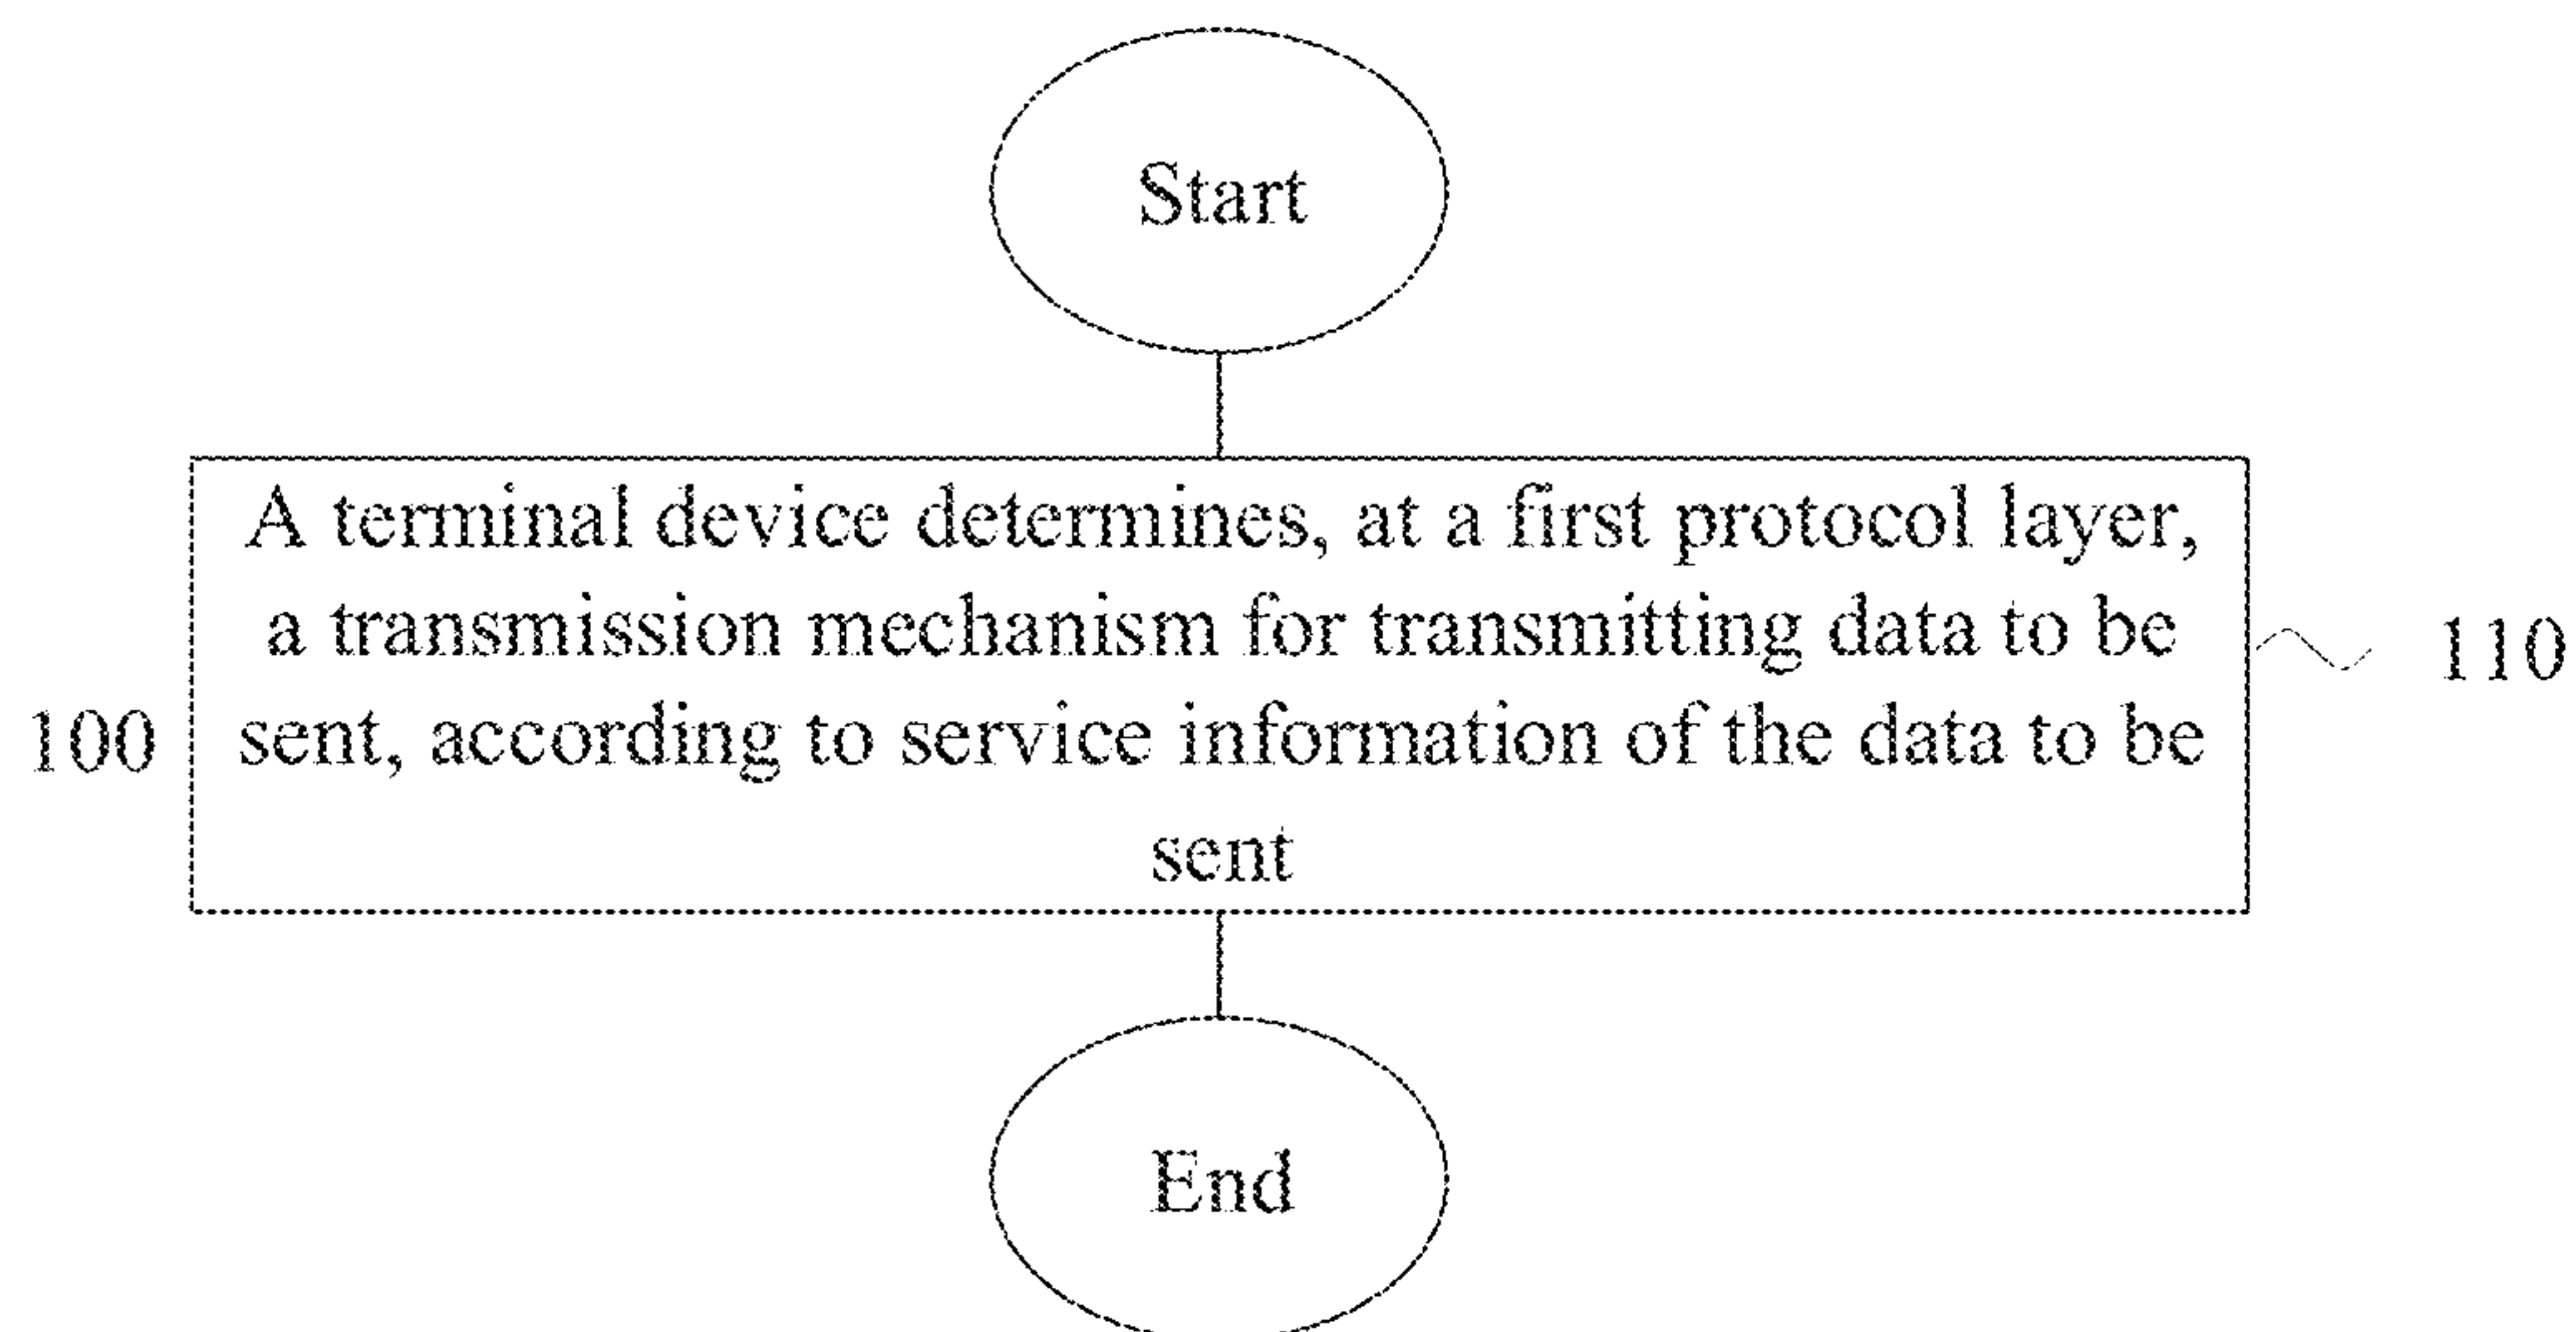 Start
A terminal device determines, at a first protocol layer,
a transmission mechanism for transmitting data to be
110
100
sent, according to service information of the data to be
sent
End